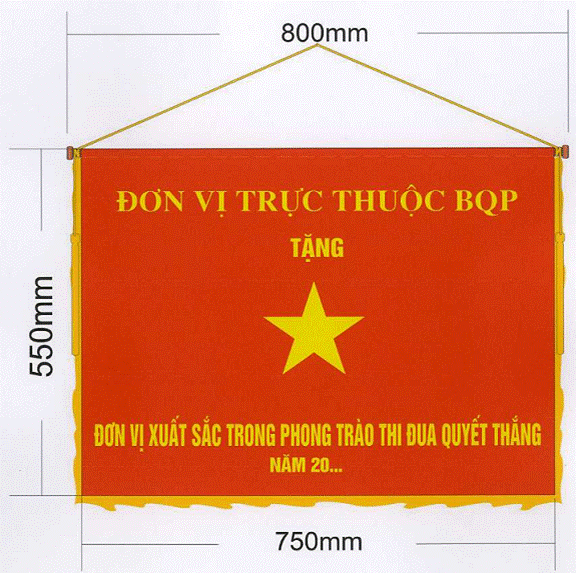 800mm
ĐƠN VỊ TRỰC THUỘC BQP
TẶNG
550mm
ĐƠN VỊ XUẤT SẮC TRONG PHONG TRÀO THI ĐUA QUYẾT THẮNG
NĂM 20...
750mm